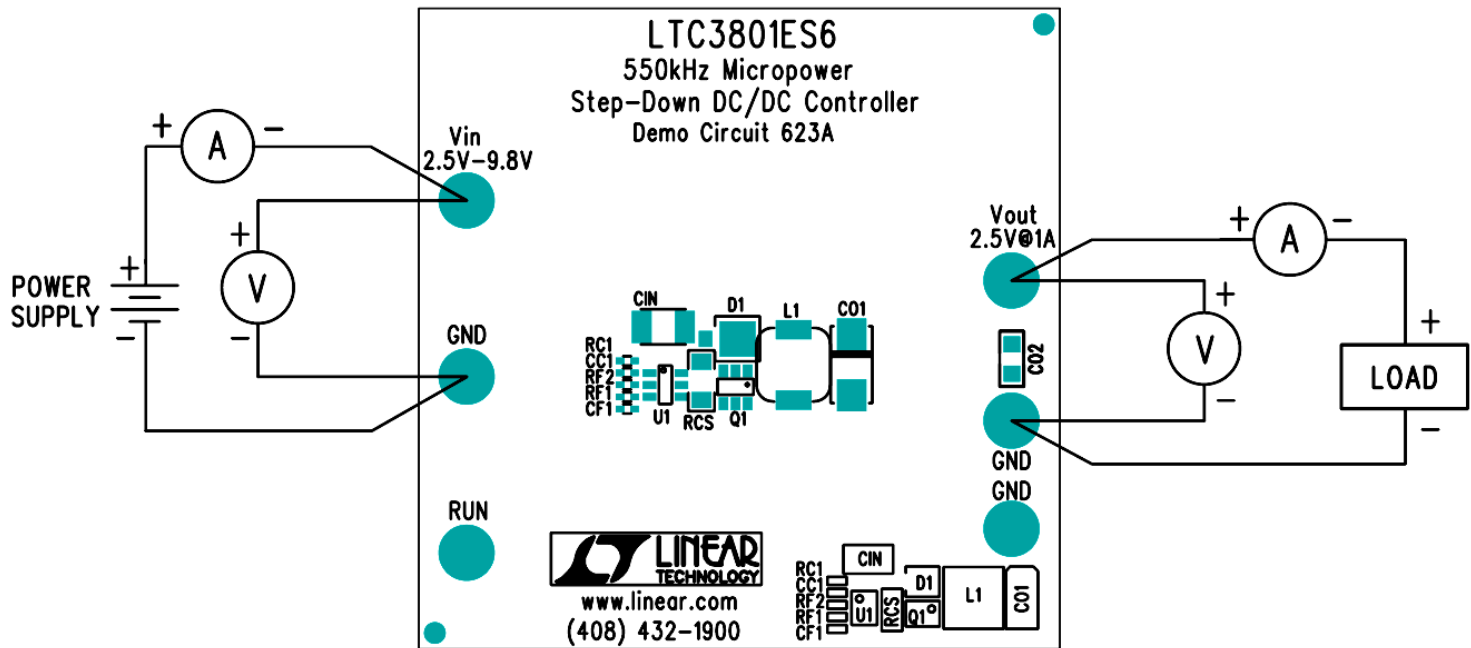 LTC3801ES6
550kHz Micropower
Step-Down DC/DC Controller
Demo Circuit 623A
+
A
-
Vin
2.5V-9.8V
+
V
-
+
POWER
SUPPLY
-
GND
RUN
CIN
D1
L1
CO1
RC1
CC1
RF2
RF1
CF1
U1
RCS
Q1
Vout
2.5V@1A
+
A
-
+
V
-
CO2
+
LOAD
-
GND
GND
LT LINEAR
TECHNOLOGY
www.linear.com
(408) 432-1900
RC1
CC1
RF2
RF1
CF1
CIN
U1
RCS
D1
Q1
L1
CO1